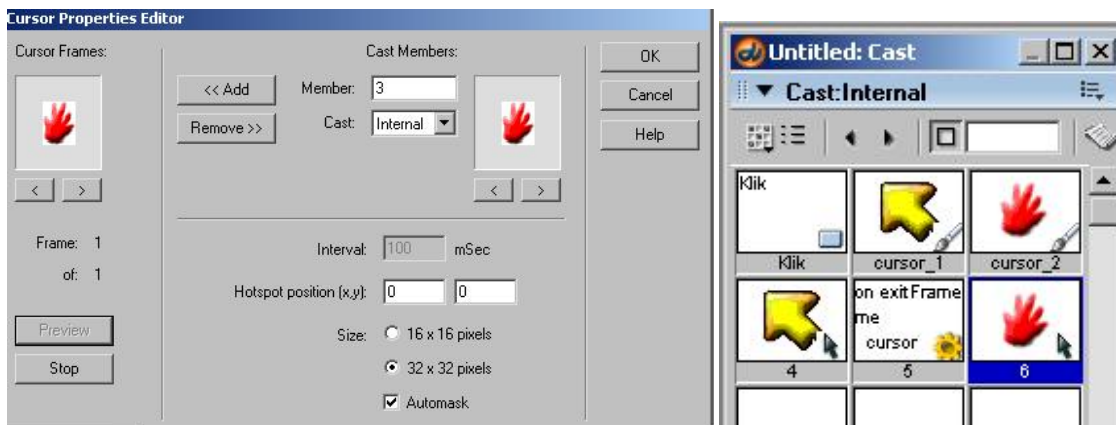 Cursor Properties Editor
Cursor Frames:
Cast Members:
<< Add
Member: 3
Remove >>
Cast: Internal
OK
Cancel
Help
< >
< >
Frame: 1
of: 1
Interval: 100 mSec
Hotspot position (x,y): 0 0
Size: 16 x 16 pixels
32 x 32 pixels
Automask
Preview
Stop
Untitled: Cast
Cast:Internal
Klik
Klik
cursor_1
cursor_2
on exitFrame
me
cursor
4
5
6